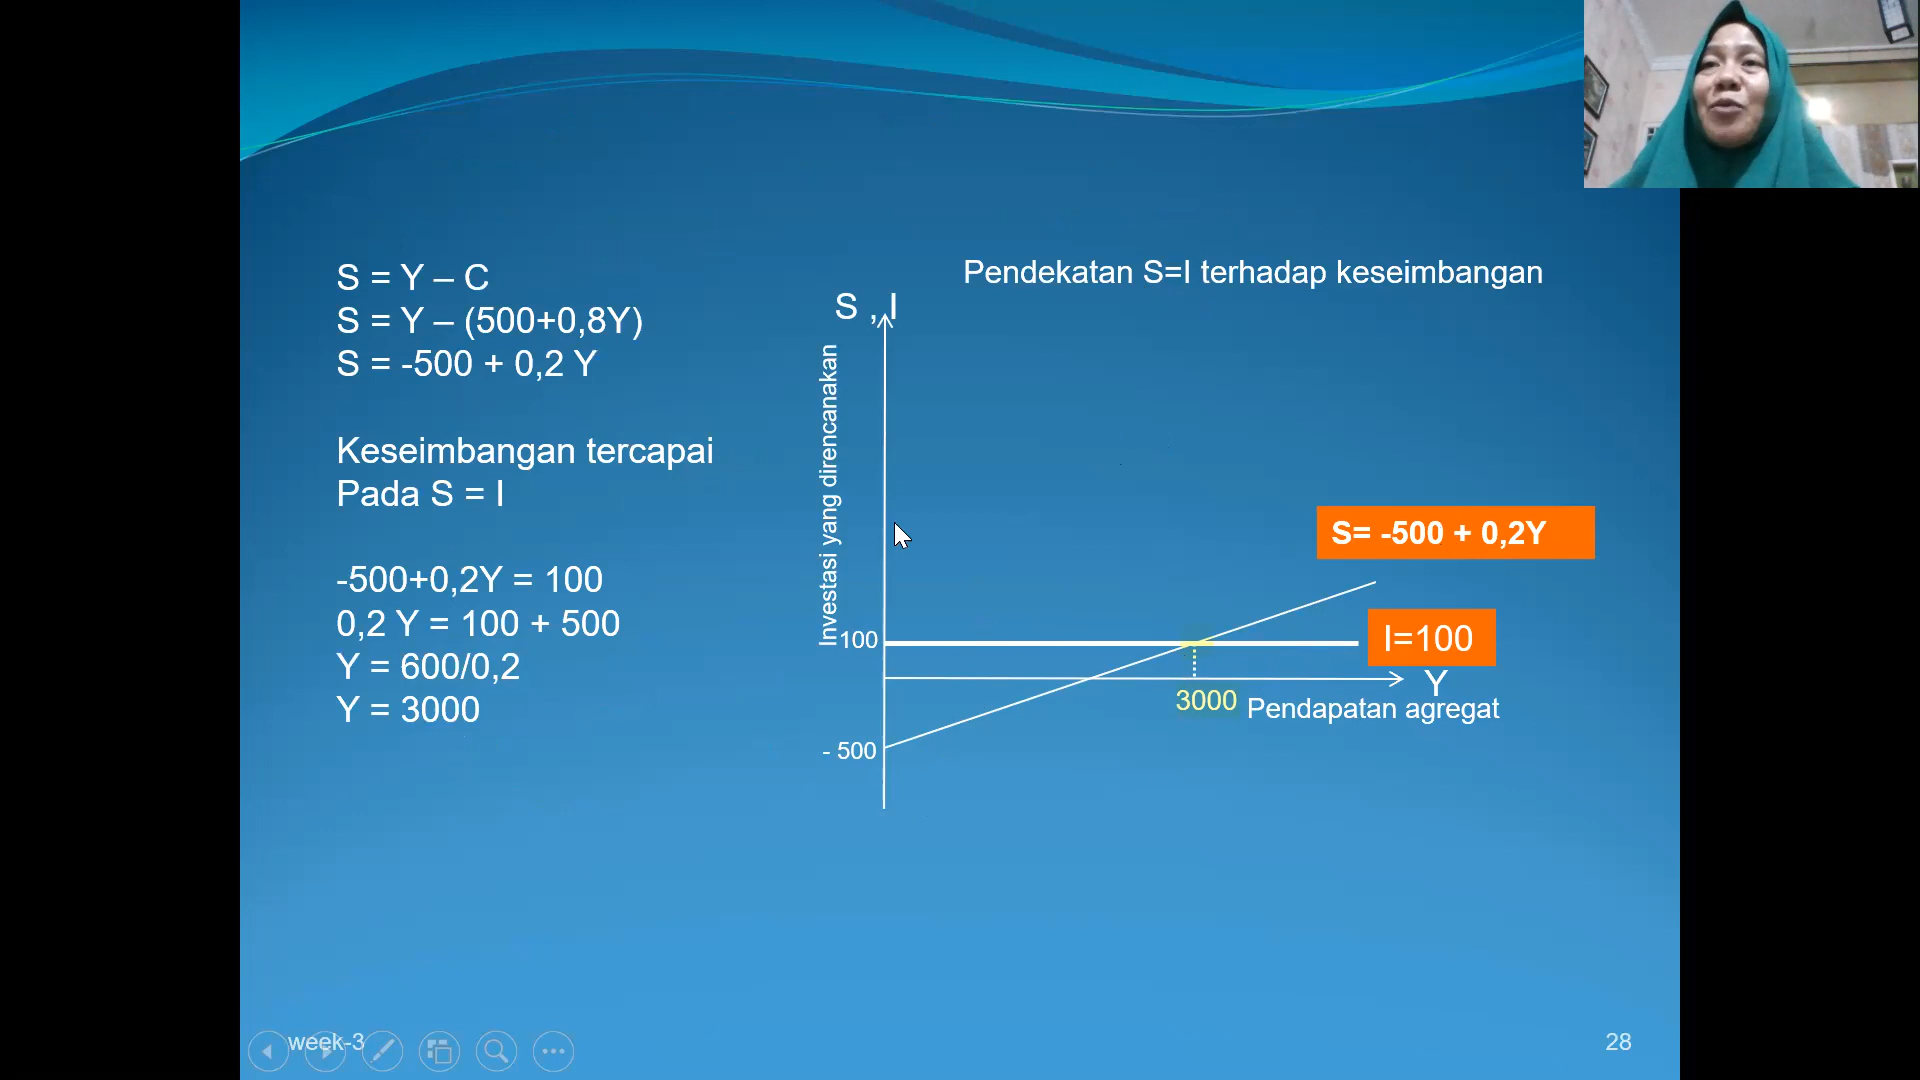 S = Y – C
S = Y – (500+0,8Y)
S = -500 + 0,2 Y
Keseimbangan tercapai
Pada S = I
-500+0,2Y = 100
0,2 Y = 100 + 500
Y = 600/0,2
Y = 3000
Pendekatan S=I terhadap keseimbangan
S , I
Investasi yang direncanakan
S= -500 + 0,2Y
100
I=100
Y
3000
Pendapatan agregat
- 500
week-3
28